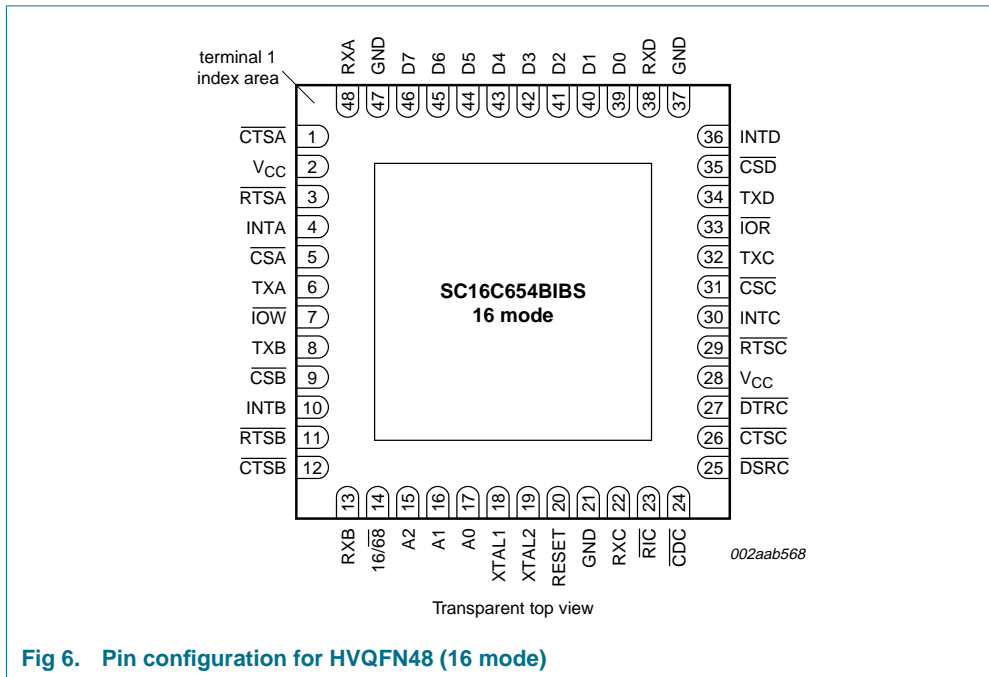 terminal 1
index area
RXA
GND
D7
D6
D5
D4
D3
D2
D1
D0
RXD
GND
48
47
46
45
44
43
42
41
40
39
38
37
CTSA 1
VCC 2
RTSA 3
INTA 4
CSA 5
TXA 6
IOW 7
TXB 8
CSB 9
INTB 10
RTSB 11
CTSB 12
36 INTD
35 CSD
34 TXD
33 IOR
32 TXC
31 CSC
30 INTC
29 RTSC
28 VCC
27 DTRC
26 CTSC
25 DSRC
SC16C654BIBS
16 mode
13
14
15
16
17
18
19
20
21
22
23
24
RXB
16/68
A2
A1
A0
XTAL1
XTAL2
RESET
GND
RXC
RIC
CDC
002aab568
Transparent top view
Fig 6. Pin configuration for HVQFN48 (16 mode)